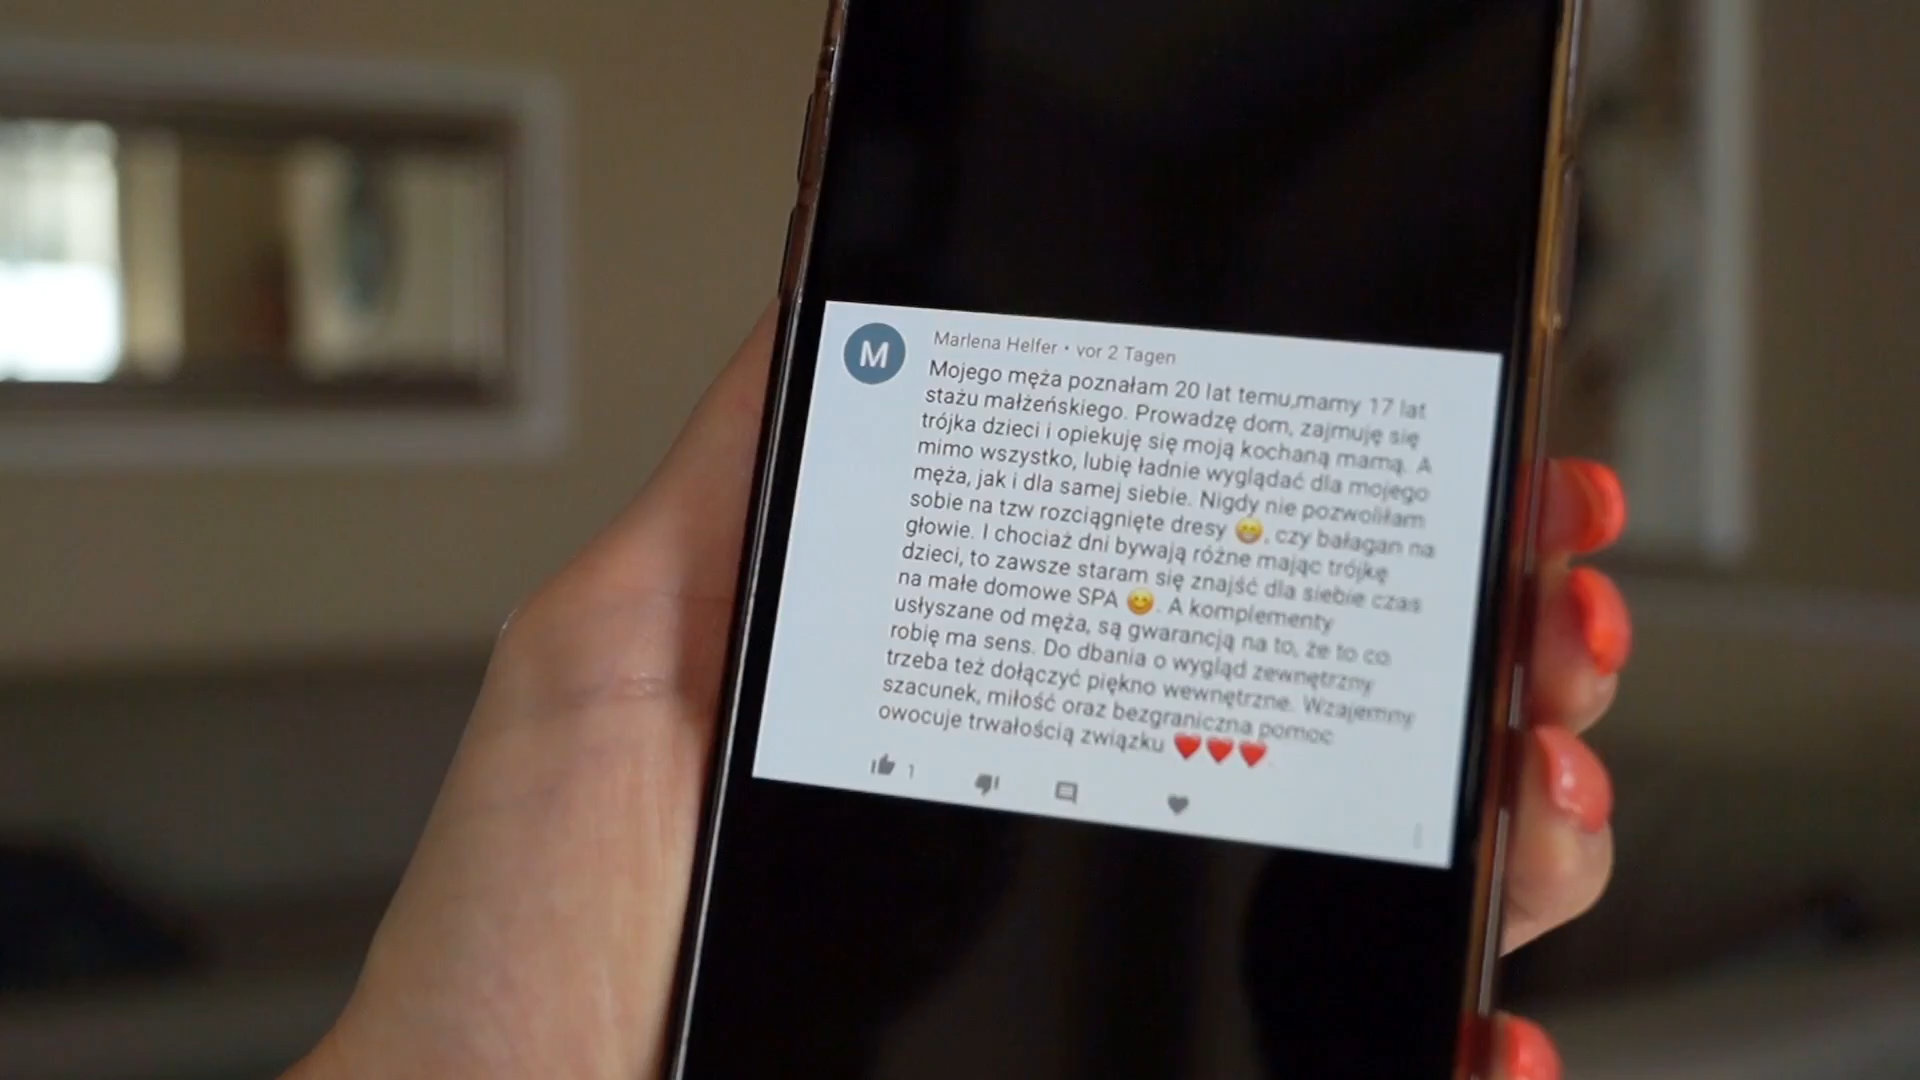 M
Marlena Helfer • vor 2 Tagen
Mojego męża poznałam 20 lat temu,mamy 17 lat
stażu małżeńskiego. Prowadzę dom, zajmuję się
trójka dzieci i opiekuję się moją kochaną mamą. A
mimo wszystko, lubię ładnie wyglądać dla mojego
męża, jak i dla samej siebie. Nigdy nie pozwoliłam
sobie na tzw rozciągnięte dresy 😁, czy bałagan na
głowie. I chociaż dni bywają różne mając trójkę
dzieci, to zawsze staram się znajść dla siebie czas
na małe domowe SPA 😊. A komplementy
usłyszane od męża, są gwarancją na to, że to co
robię ma sens. Do dbania o wygląd zewnętrzny
trzeba też dołączyć piękno wewnętrzne. Wzajemny
szacunek, miłość oraz bezgraniczna pomoc
owocuje trwałością związku ❤️❤️❤️
1